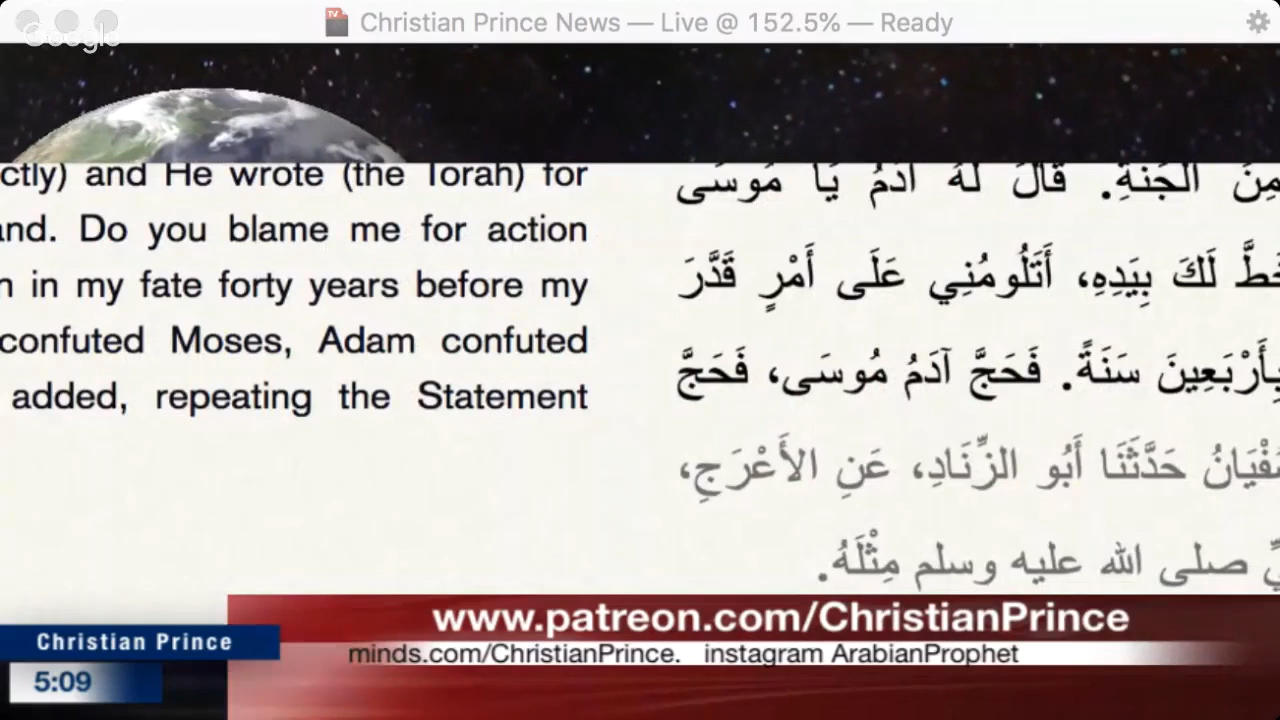 Christian Prince News — Live @ 152.5% — Ready
Google
ctly) and He wrote (the Torah) for
and. Do you blame me for action
in my fate forty years before my
confuted Moses, Adam confuted
added, repeating the Statement
مِنَ الْجَنَّةِ. قَالَ لَهُ آدَمُ يَا مُوسَى
خَطَّ لَكَ بِيَدِهِ، أَتَلُومُنِي عَلَى أَمْرٍ قَدَّرَ
بِأَرْبَعِينَ سَنَةً. فَحَجَّ آدَمُ مُوسَى، فَحَجَّ
سُفْيَانُ حَدَّثَنَا أَبُو الزِّنَادِ، عَنِ الأَعْرَجِ،
صلى الله عليه وسلم مِثْلَهُ.
www.patreon.com/ChristianPrince
Christian Prince
minds.com/ChristianPrince. instagram ArabianProphet
5:09